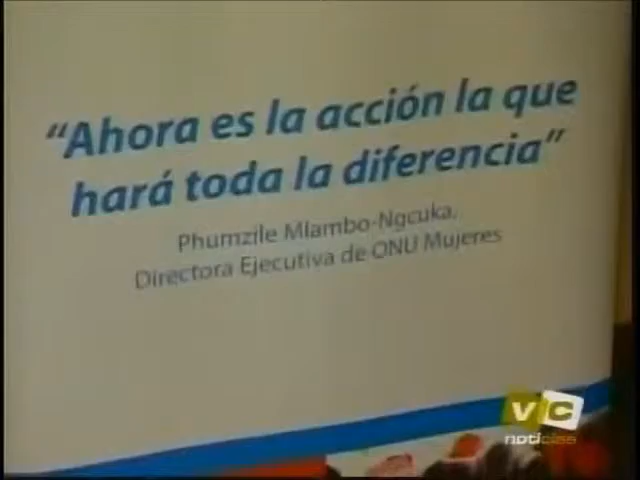 “Ahora es la acción la que
hará toda la diferencia”
Phumzile Mlambo-Ngcuka,
Directora Ejecutiva de ONU Mujeres
VC
noticias